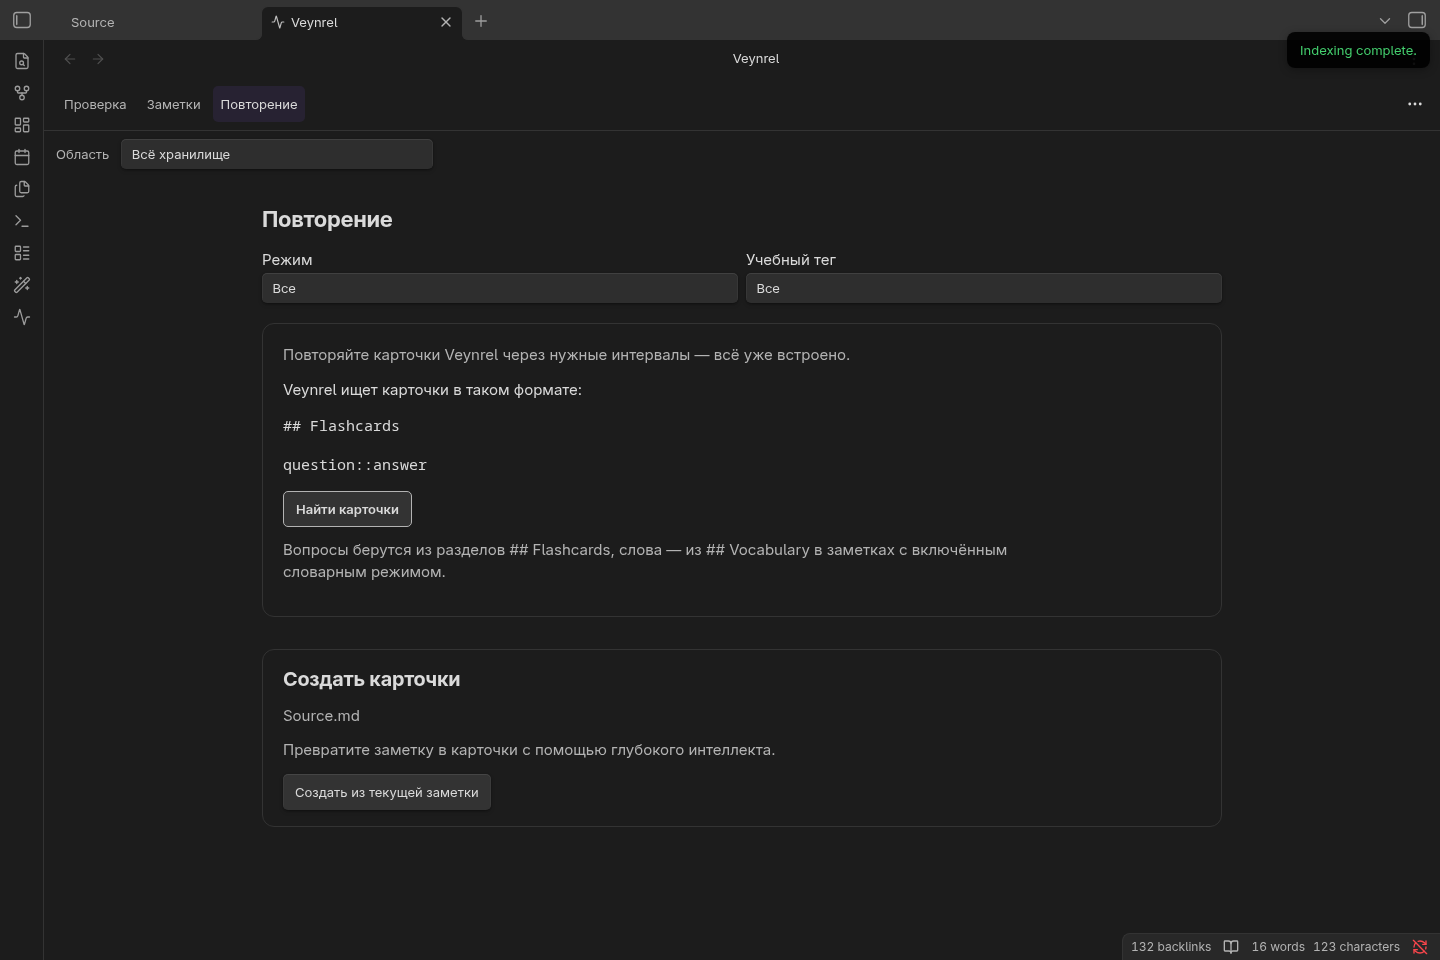 Source
Veynrel
Indexing complete.
Veynrel
Проверка
Заметки
Повторение
Область
Всё хранилище
Повторение
Режим
Учебный тег
Все
Все
Повторяйте карточки Veynrel через нужные интервалы — всё уже встроено.
Veynrel ищет карточки в таком формате:
## Flashcards
question::answer
Найти карточки
Вопросы берутся из разделов ## Flashcards, слова — из ## Vocabulary в заметках с включённым
словарным режимом.
Создать карточки
Source.md
Превратите заметку в карточки с помощью глубокого интеллекта.
Создать из текущей заметки
132 backlinks
16 words
123 characters